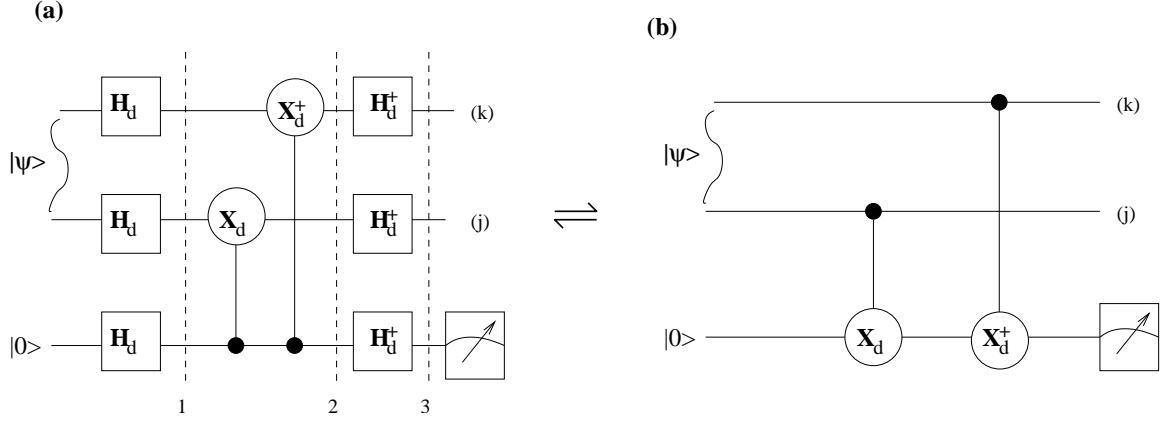 (a)
(b)
H_d X_d^+ H_d^+ (k)
|ψ>
H_d X_d H_d^+ (j)
|0> H_d H_d^+
1 2 3
⇌
(k)
|ψ>
(j)
|0> X_d X_d^+